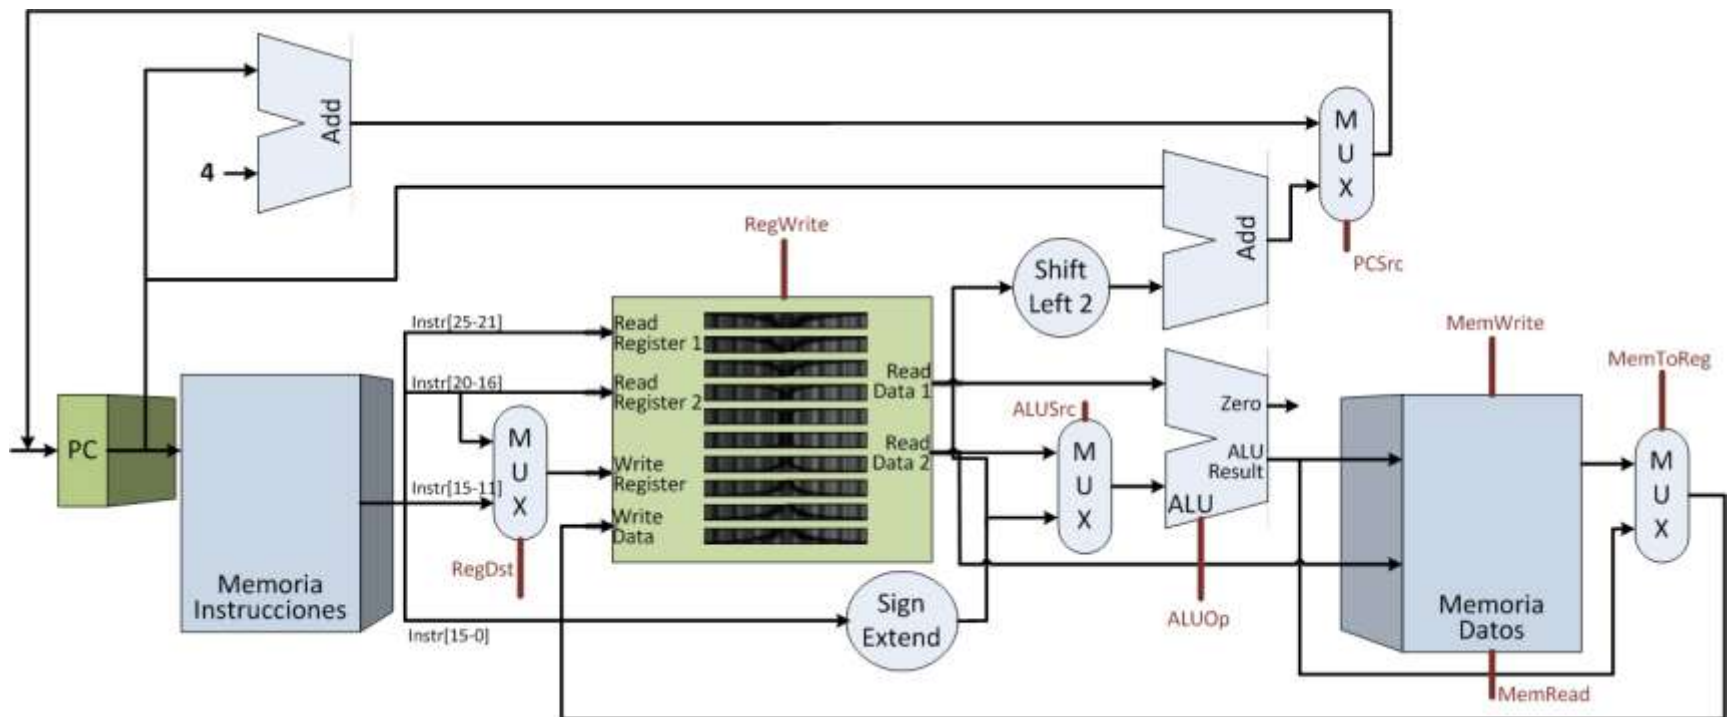 Add
4
M
U
X
PCSrc
Add
Shift
Left 2
RegWrite
Instr[25-21]
Instr[20-16]
Instr[15-11]
Instr[15-0]
Read
Register 1
Read
Register 2
Write
Register
Write
Data
Read
Data 1
Read
Data 2
PC
Memoria
Instrucciones
M
U
X
RegDst
Sign
Extend
ALUSrc
M
U
X
Zero
ALU
Result
ALU
ALUOp
MemWrite
Memoria
Datos
MemRead
MemToReg
M
U
X